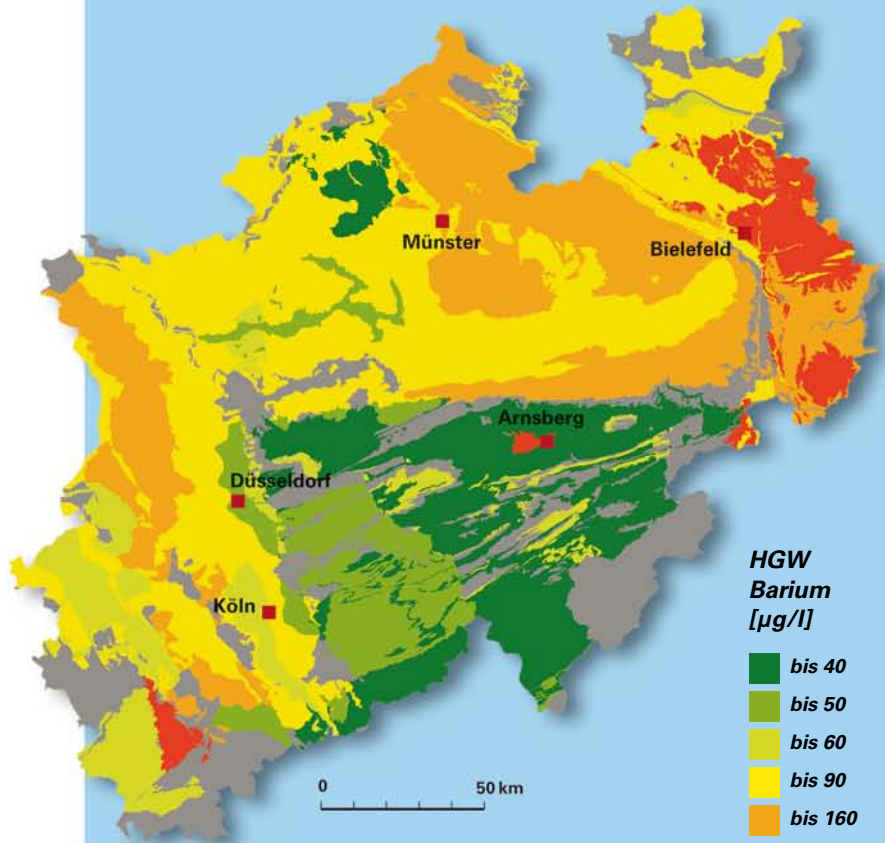 Münster
Bielefeld
Arnsberg
Düsseldorf
Köln
HGW
Barium
[µg/l]
bis 40
bis 50
bis 60
bis 90
bis 160
0 50 km